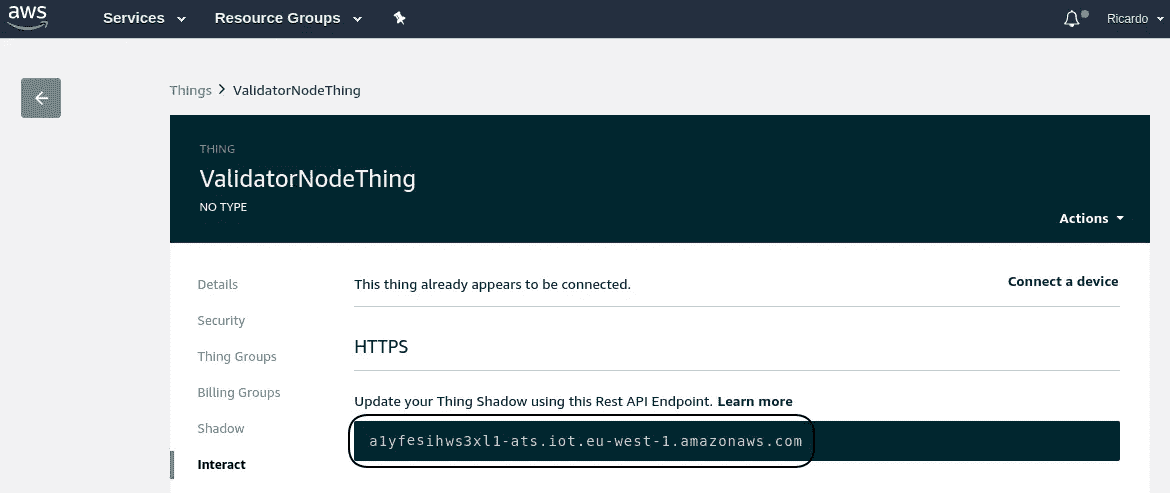 aws Services Resource Groups Ricardo
Things > ValidatorNodeThing
THING
ValidatorNodeThing
NO TYPE
Actions
Details
Security
Thing Groups
Billing Groups
Shadow
Interact
This thing already appears to be connected. Connect a device
HTTPS
Update your Thing Shadow using this Rest API Endpoint. Learn more
a1yfesihws3xl1-ats.iot.eu-west-1.amazonaws.com